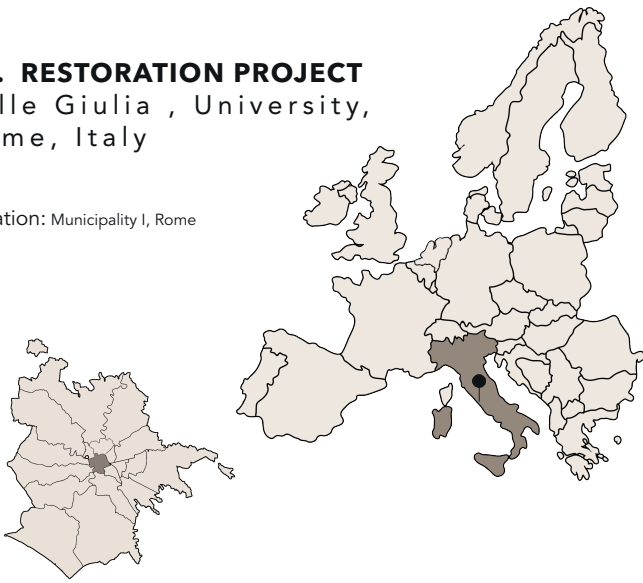 . RESTORATION PROJECT
lle Giulia , University,
me, Italy
ation: Municipality I, Rome